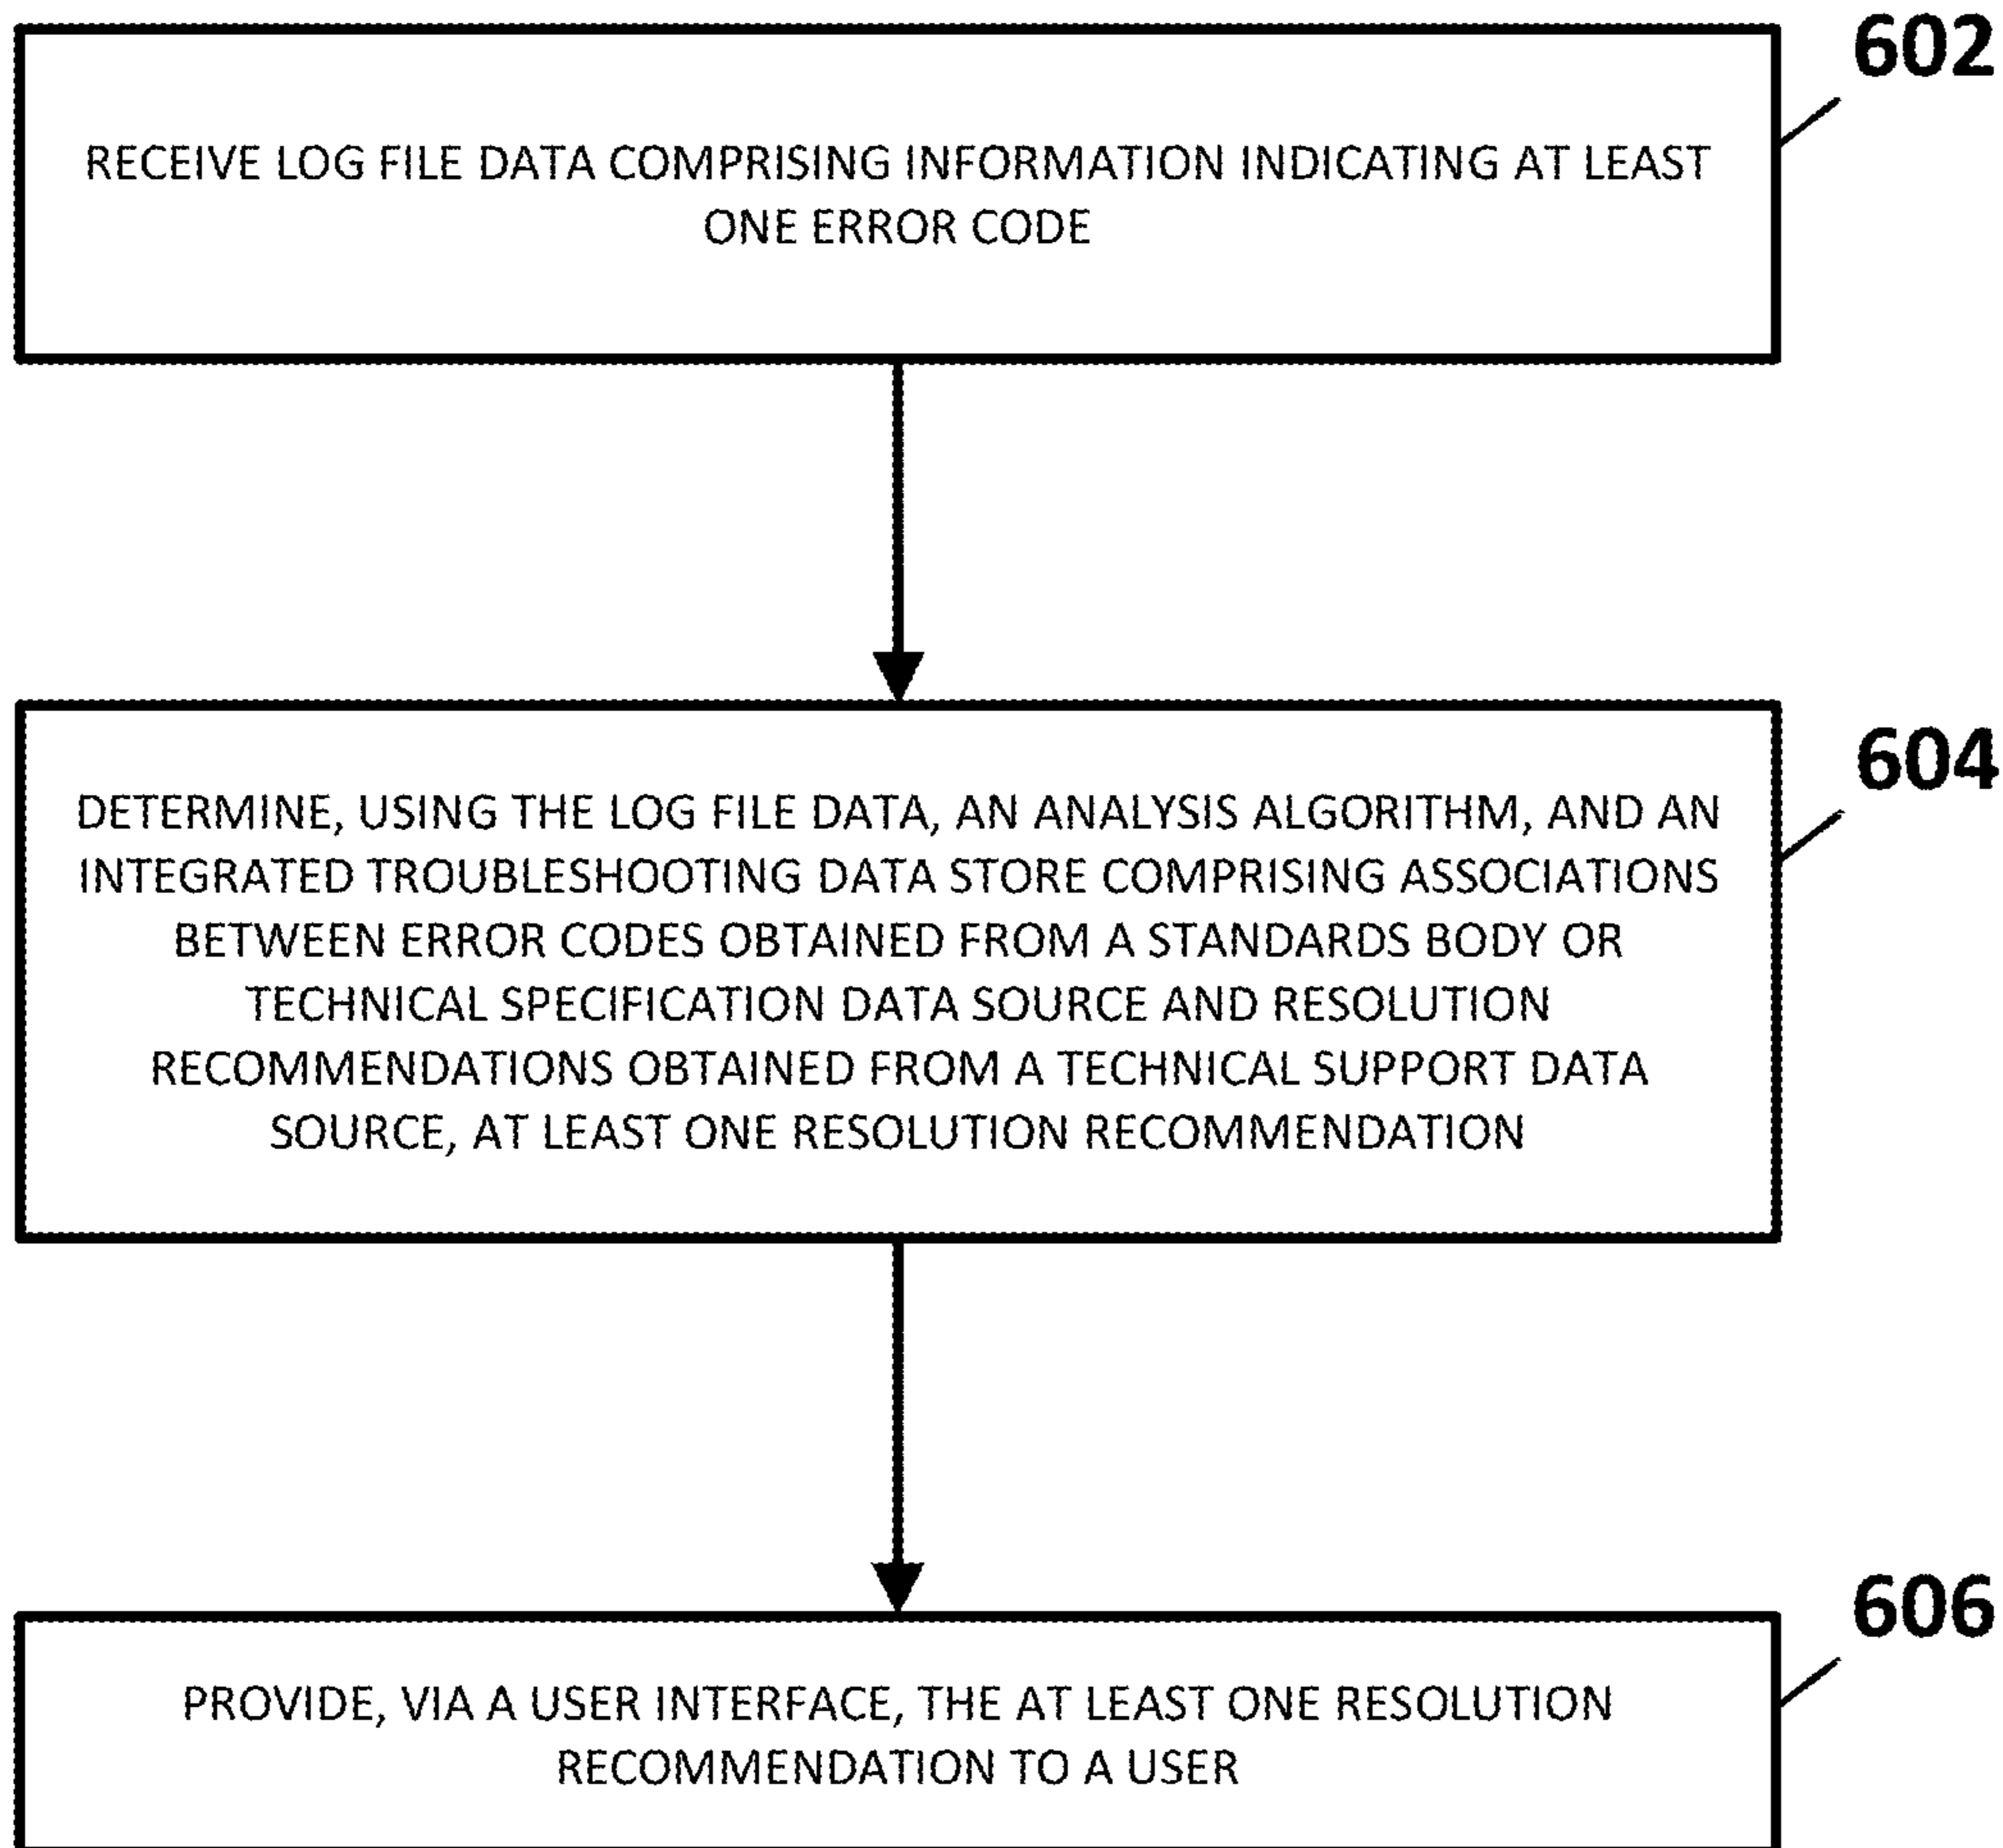 602
RECEIVE LOG FILE DATA COMPRISING INFORMATION INDICATING AT LEAST
ONE ERROR CODE
604
DETERMINE, USING THE LOG FILE DATA, AN ANALYSIS ALGORITHM, AND AN
INTEGRATED TROUBLESHOOTING DATA STORE COMPRISING ASSOCIATIONS
BETWEEN ERROR CODES OBTAINED FROM A STANDARDS BODY OR
TECHNICAL SPECIFICATION DATA SOURCE AND RESOLUTION
RECOMMENDATIONS OBTAINED FROM A TECHNICAL SUPPORT DATA
SOURCE, AT LEAST ONE RESOLUTION RECOMMENDATION
606
PROVIDE, VIA A USER INTERFACE, THE AT LEAST ONE RESOLUTION
RECOMMENDATION TO A USER